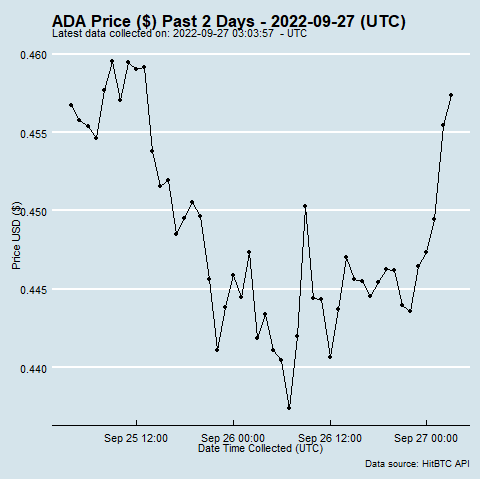 ADA Price ($) Past 2 Days - 2022-09-27 (UTC)
Latest data collected on: 2022-09-27 03:03:57 - UTC
0.460
0.455
0.450
0.445
0.440
Price USD ($)
Sep 25 12:00
Sep 26 00:00
Sep 26 12:00
Sep 27 00:00
Date Time Collected (UTC)
Data source: HitBTC API